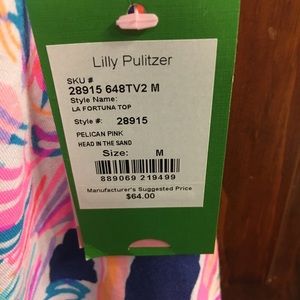 Lilly Pulitzer
SKU #
28915 648TV2 M
Style Name:
LA FORTUNA TOP
Style #: 28915
PELICAN PINK
HEAD IN THE SAND
Size: M
889069 219499
Manufacturer's Suggested Price
$64.00